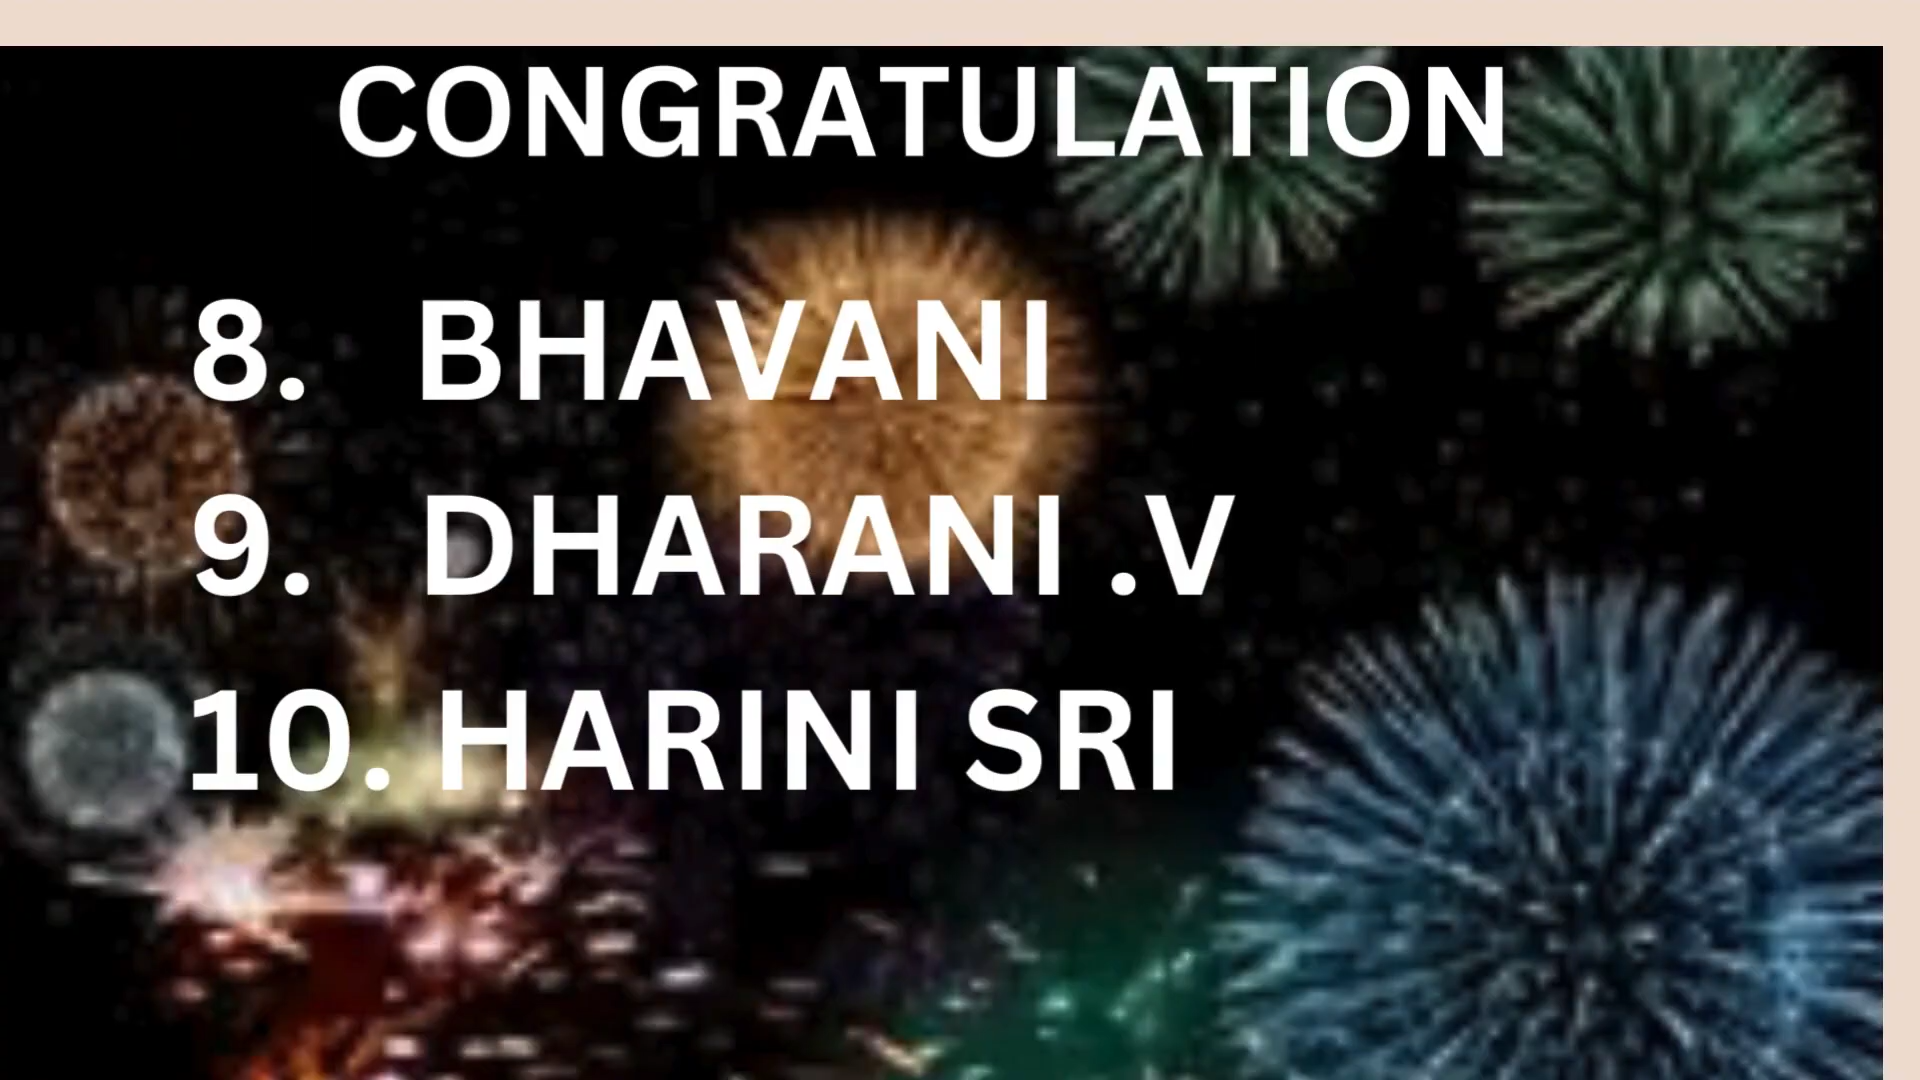 CONGRATULATION
8. BHAVANI
9. DHARANI .V
10. HARINI SRI